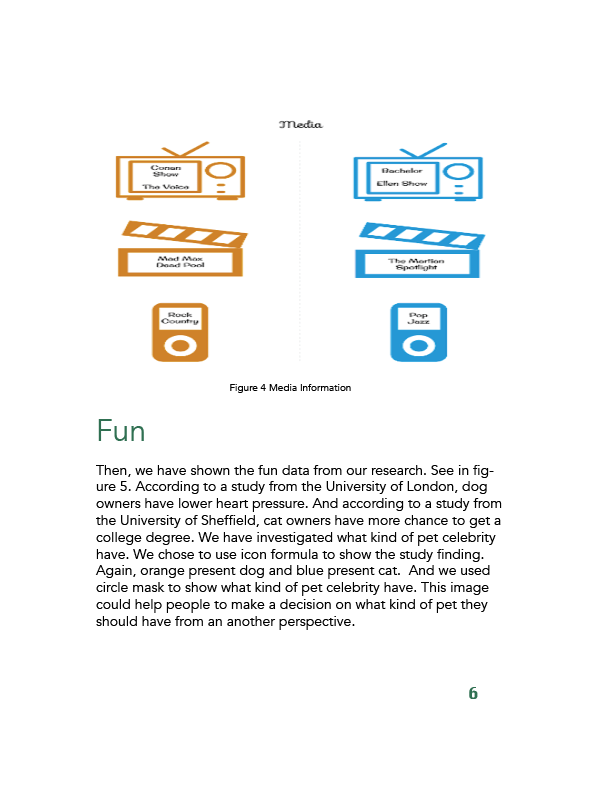 Media
Conan
Show
The Voice
Bachelor
Ellen Show
Mad Max
Dead Pool
The Martian
Spotlight
Rock
Country
Pop
Jazz
Figure 4 Media Information
Fun
Then, we have shown the fun data from our research. See in fig-
ure 5. According to a study from the University of London, dog
owners have lower heart pressure. And according to a study from
the University of Sheffield, cat owners have more chance to get a
college degree. We have investigated what kind of pet celebrity
have. We chose to use icon formula to show the study finding.
Again, orange present dog and blue present cat.  And we used
circle mask to show what kind of pet celebrity have. This image
could help people to make a decision on what kind of pet they
should have from an another perspective.
6